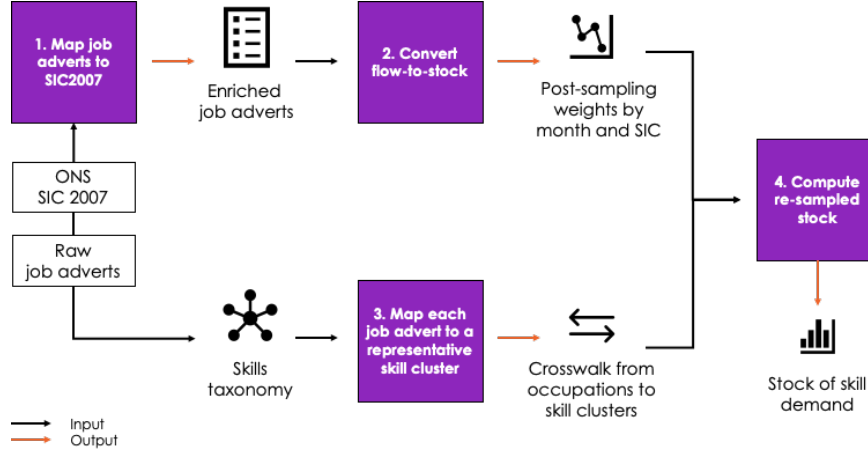 1. Map job
adverts to
SIC2007
Enriched
job adverts
2. Convert
flow-to-stock
Post-sampling
weights by
month and SIC
ONS
SIC 2007
Raw
job adverts
4. Compute
re-sampled
stock
Skills
taxonomy
3. Map each
job advert to a
representative
skill cluster
Crosswalk from
occupations to
skill clusters
Stock of skill
demand
Input
Output